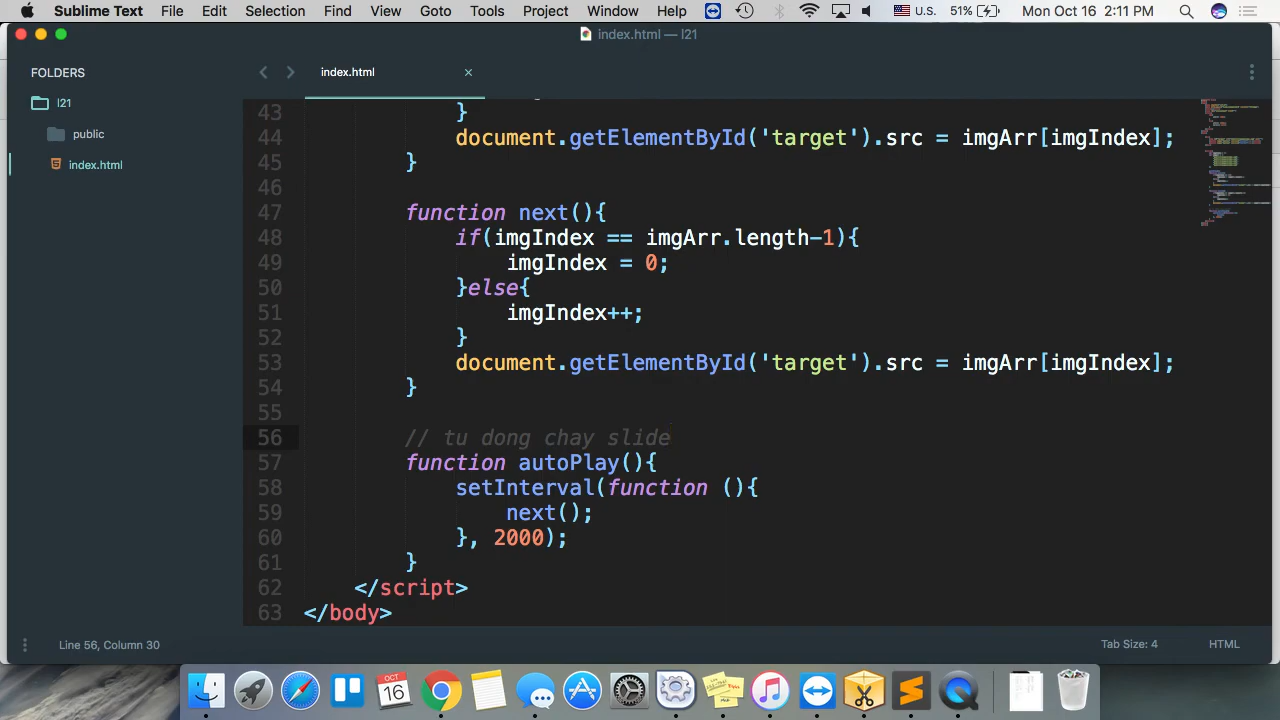 Sublime Text File Edit Selection Find View Goto Tools Project Window Help U.S. 51% Mon Oct 16 2:11 PM
index.html — l21
FOLDERS
l21
public
index.html
index.html ×
43 }
44 document.getElementById('target').src = imgArr[imgIndex];
45 }
46
47 function next(){
48 if(imgIndex == imgArr.length-1){
49 imgIndex = 0;
50 }else{
51 imgIndex++;
52 }
53 document.getElementById('target').src = imgArr[imgIndex];
54 }
55
56 // tu dong chay slide
57 function autoPlay(){
58 setInterval(function (){
59 next();
60 }, 2000);
61 }
62 </script>
63 </body>
Line 56, Column 30 Tab Size: 4 HTML
OCT
16